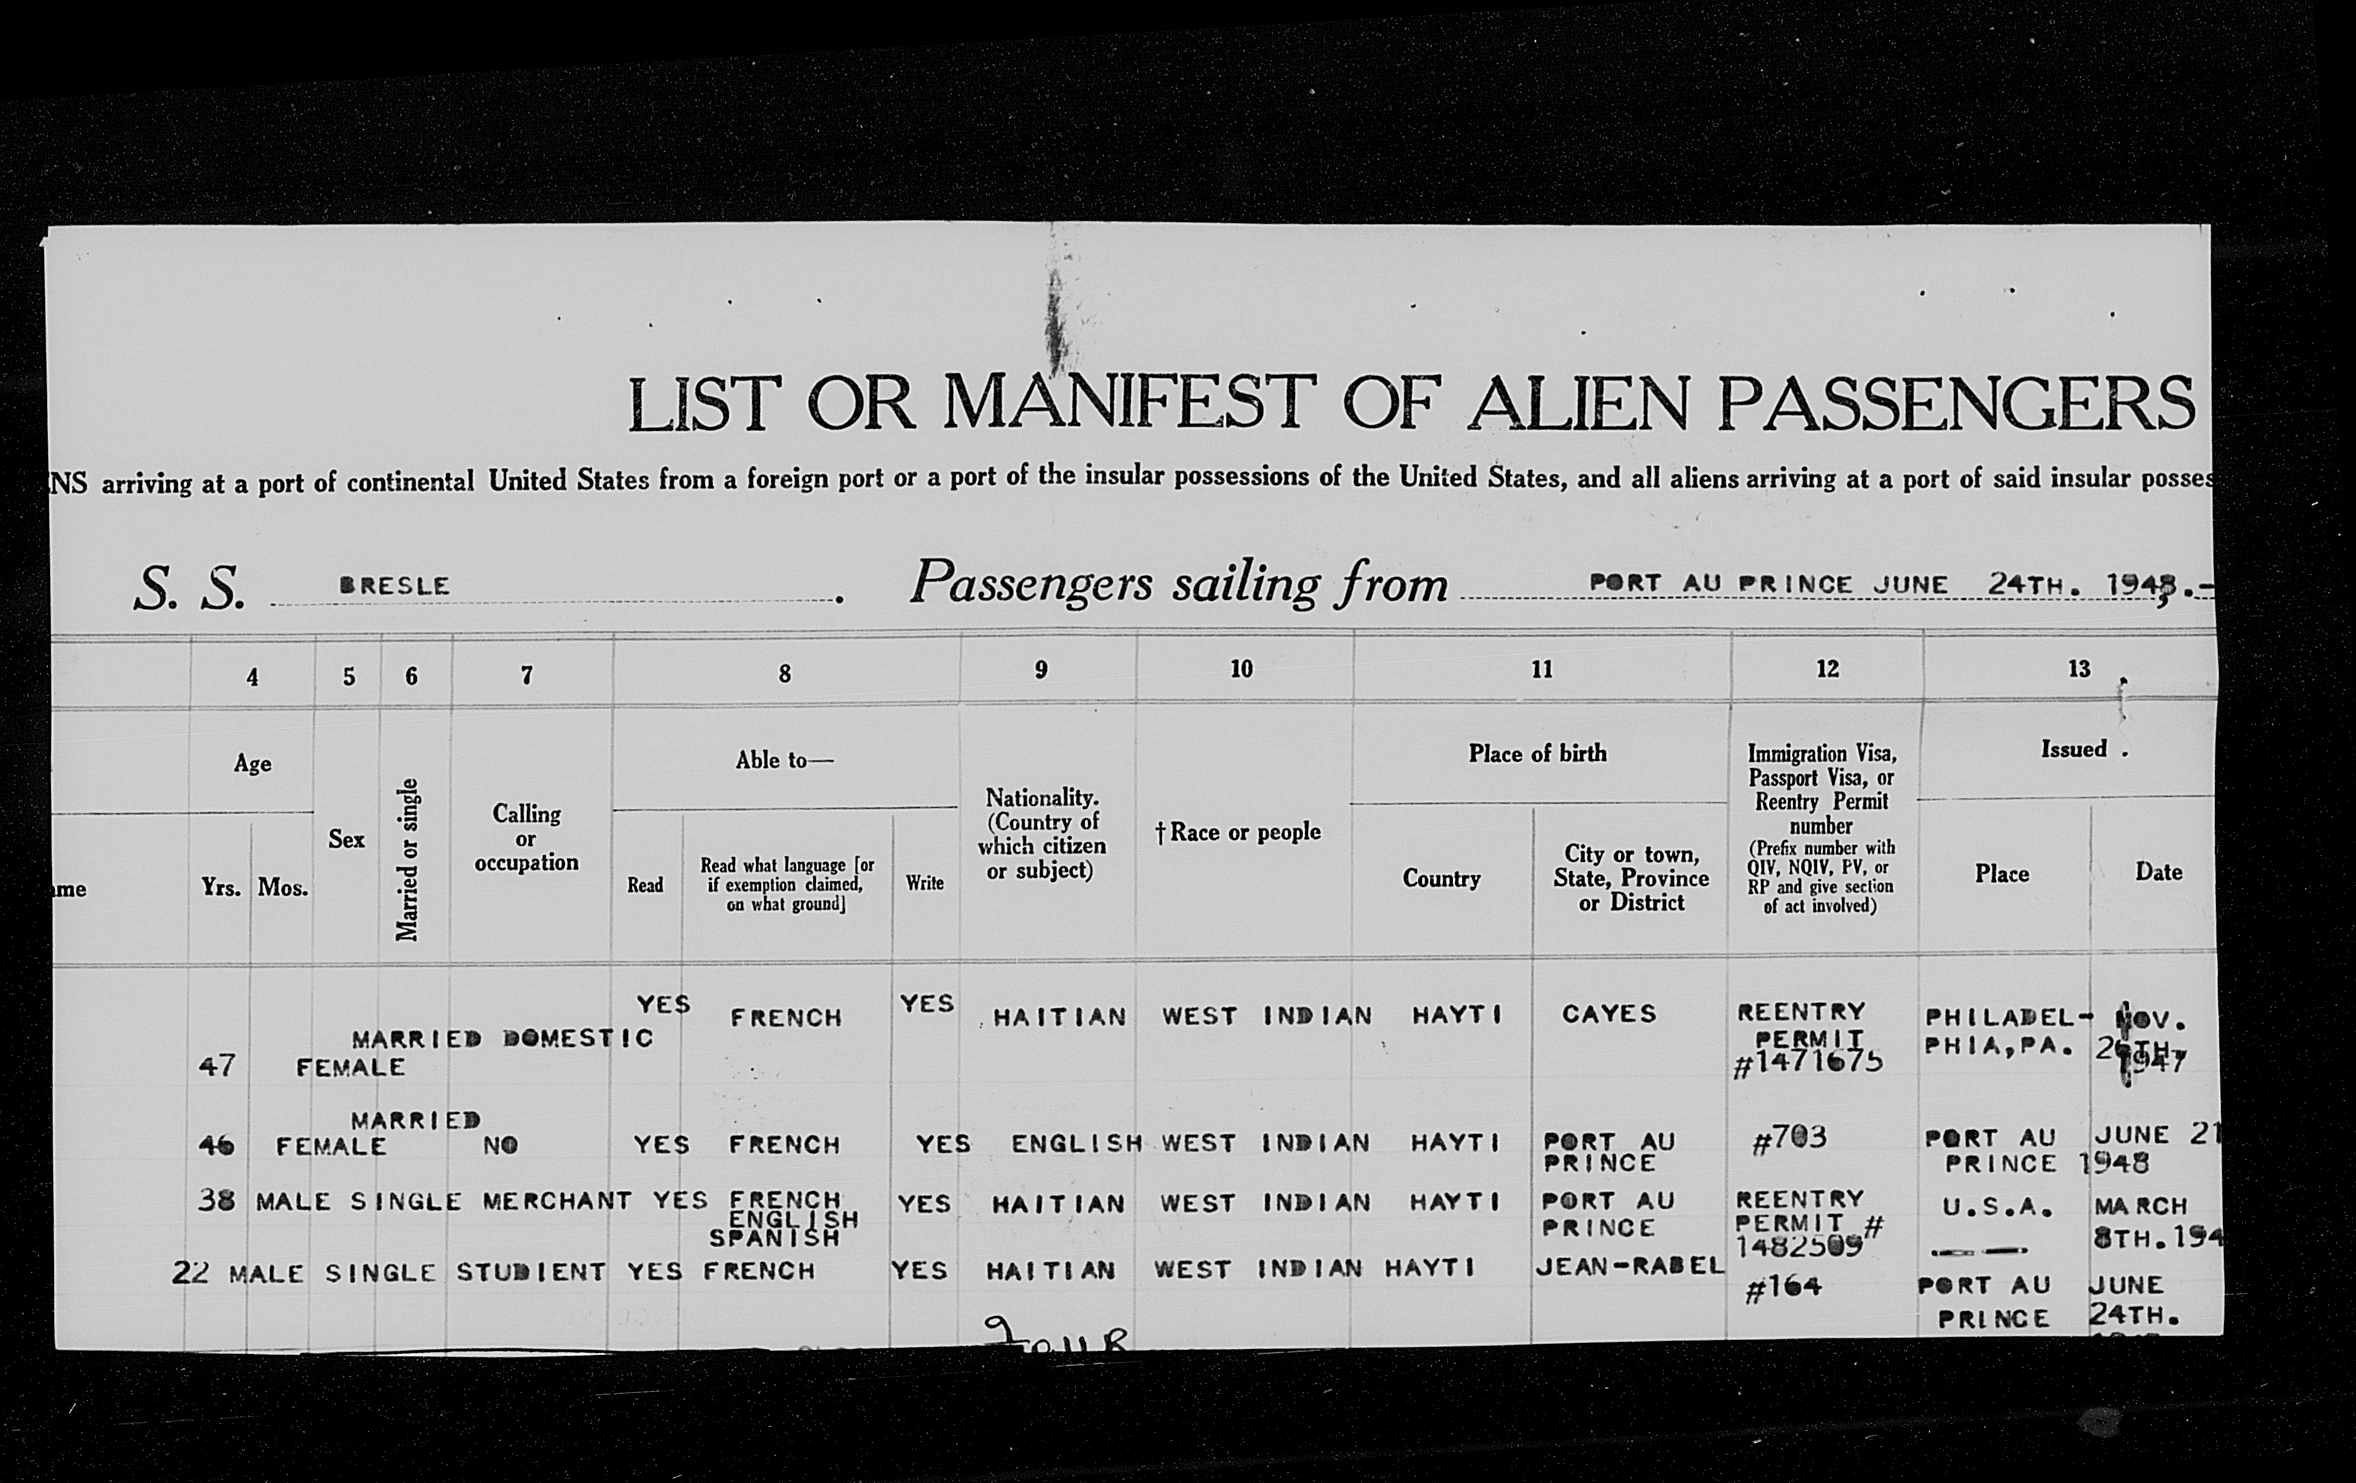 LIST OR MANIFEST OF ALIEN PASSENGERS
NS arriving at a port of continental United States from a foreign port or a port of the insular possessions of the United States, and all aliens arriving at a port of said insular posses
S. S. BRESLE. Passengers sailing from PORT AU PRINCE JUNE 24TH. 1948.-
4 5 6 7 8 9 10 11 12 13
Age
Yrs. Mos.
Sex
Married or single
Calling
or
occupation
Able to—
Read
Read what language [or
if exemption claimed,
on what ground]
Write
Nationality.
(Country of
which citizen
or subject)
†Race or people
Place of birth
Country
City or town,
State, Province
or District
Immigration Visa,
Passport Visa, or
Reentry Permit
number
(Prefix number with
QIV, NQIV, PV, or
RP and give section
of act involved)
Issued
Place
Date
47 FEMALE MARRIED DOMESTIC YES FRENCH YES HAITIAN WEST INDIAN HAYTI CAYES
REENTRY
PERMIT
#1471675
PHILADEL-
PHIA,PA.
NOV.
1947
46 FEMALE MARRIED NO YES FRENCH YES ENGLISH WEST INDIAN HAYTI PORT AU
PRINCE
#703
PORT AU JUNE 21
PRINCE 1948
38 MALE SINGLE MERCHANT YES FRENCH
ENGLISH
SPANISH
YES HAITIAN WEST INDIAN HAYTI PORT AU
PRINCE
REENTRY
PERMIT #
1482509
U.S.A. MARCH
8TH.194
22 MALE SINGLE STUDIENT YES FRENCH YES HAITIAN WEST INDIAN HAYTI JEAN-RABEL
#164
PORT AU JUNE
PRINCE 24TH.
FOUR